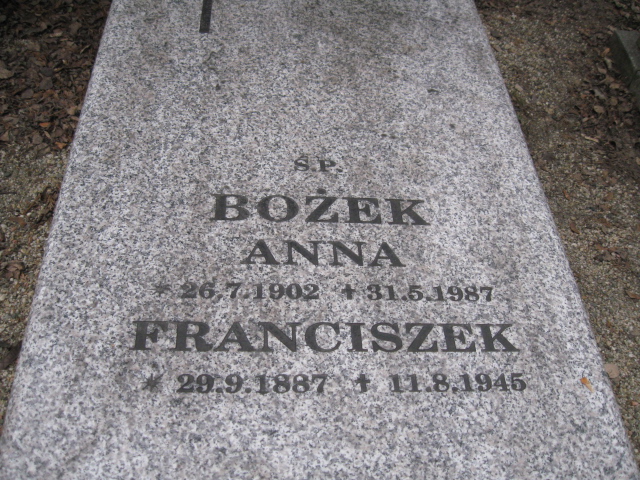 Ś.P.
BOŻEK
ANNA
* 26.7.1902 + 31.5.1987
FRANCISZEK
* 29.9.1887 + 11.8.1945